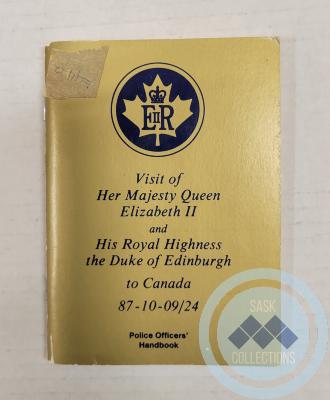 EIIR
Visit of
Her Majesty Queen
Elizabeth II
and
His Royal Highness
the Duke of Edinburgh
to Canada
87-10-09/24
Police Officers'
Handbook
SASK
COLLECTIONS